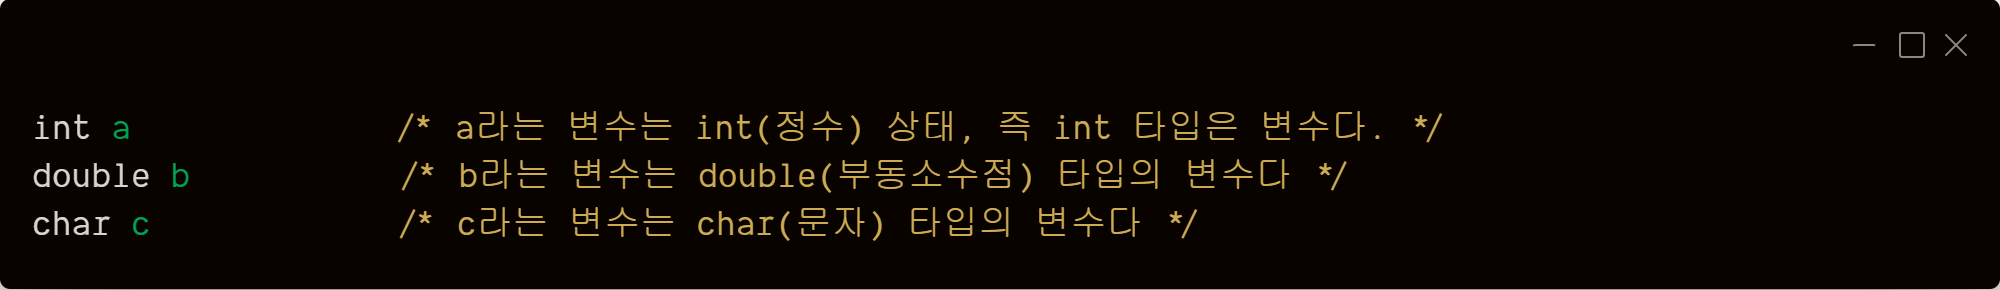 int a /* a라는 변수는 int(정수) 상태, 즉 int 타입은 변수다. */
double b /* b라는 변수는 double(부동소수점) 타입의 변수다 */
char c /* c라는 변수는 char(문자) 타입의 변수다 */